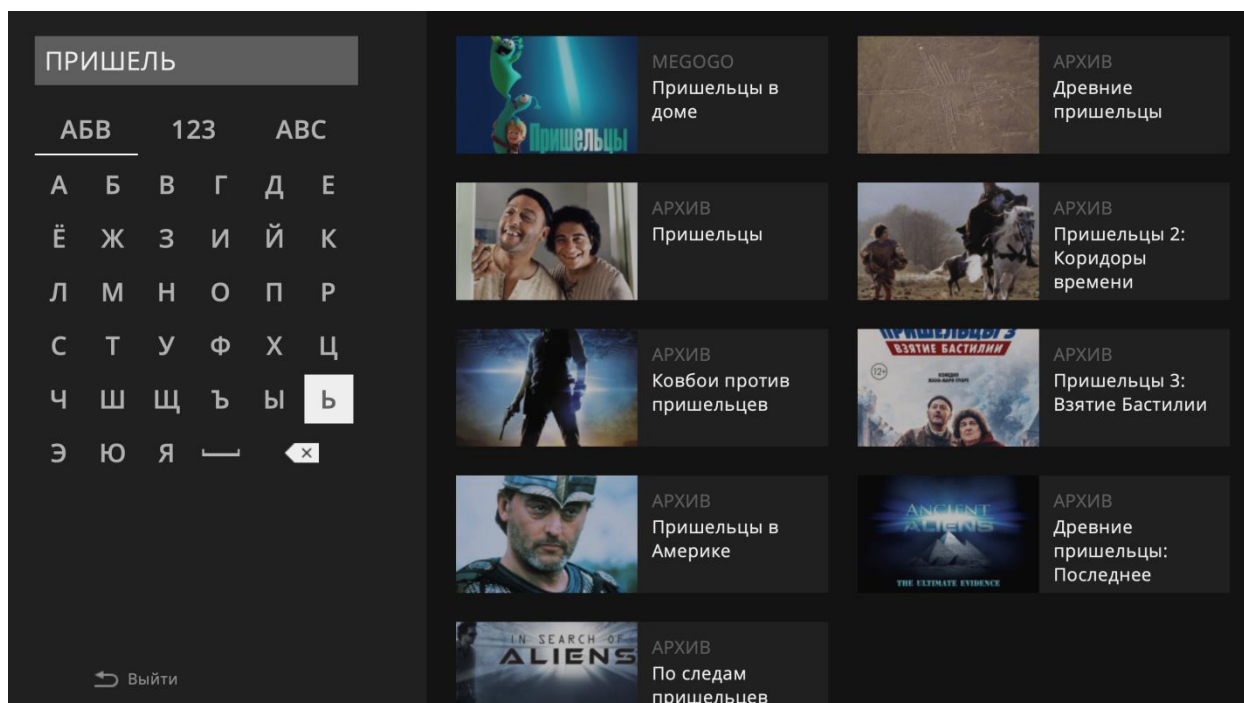 ПРИШЕЛЬ
АБВ 123 ABC
А Б В Г Д Е
Ё Ж З И Й К
Л М Н О П Р
С Т У Ф Х Ц
Ч Ш Щ Ъ Ы Ь
Э Ю Я
Выйти
Пришельцы
MEGOGO
Пришельцы в
доме
АРХИВ
Древние
пришельцы
АРХИВ
Пришельцы
АРХИВ
Пришельцы 2:
Коридоры
времени
АРХИВ
Ковбои против
пришельцев
ПРИШЕЛЬЦЫ 3
ВЗЯТИЕ БАСТИЛИИ
12+
АРХИВ
Пришельцы 3:
Взятие Бастилии
АРХИВ
Пришельцы в
Америке
ANCIENT
ALIENS
THE ULTIMATE EVIDENCE
АРХИВ
Древние
пришельцы:
Последнее
IN SEARCH OF
ALIENS
АРХИВ
По следам
пришельцев